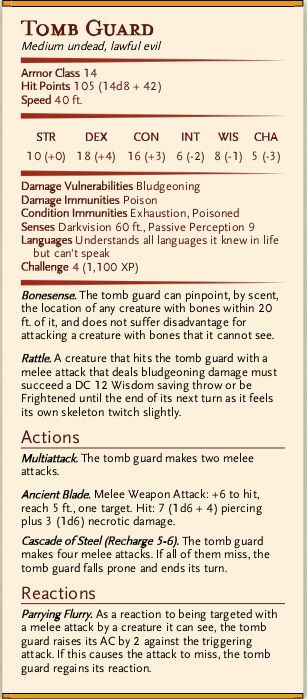 Tomb Guard
Medium undead, lawful evil
Armor Class 14
Hit Points 105 (14d8 + 42)
Speed 40 ft.
STR DEX CON INT WIS CHA
10 (+0) 18 (+4) 16 (+3) 6 (-2) 8 (-1) 5 (-3)
Damage Vulnerabilities Bludgeoning
Damage Immunities Poison
Condition Immunities Exhaustion, Poisoned
Senses Darkvision 60 ft., Passive Perception 9
Languages Understands all languages it knew in life
but can't speak
Challenge 4 (1,100 XP)
Bonesense. The tomb guard can pinpoint, by scent,
the location of any creature with bones within 20
ft. of it, and does not suffer disadvantage for
attacking a creature with bones that it cannot see.
Rattle. A creature that hits the tomb guard with a
melee attack that deals bludgeoning damage must
succeed a DC 12 Wisdom saving throw or be
Frightened until the end of its next turn as it feels
its own skeleton twitch slightly.
Actions
Multiattack. The tomb guard makes two melee
attacks.
Ancient Blade. Melee Weapon Attack: +6 to hit,
reach 5 ft., one target. Hit: 7 (1d6 + 4) piercing
plus 3 (1d6) necrotic damage.
Cascade of Steel (Recharge 5-6). The tomb guard
makes four melee attacks. If all of them miss, the
tomb guard falls prone and ends its turn.
Reactions
Parrying Flurry. As a reaction to being targeted with
a melee attack by a creature it can see, the tomb
guard raises its AC by 2 against the triggering
attack. If this causes the attack to miss, the tomb
guard regains its reaction.